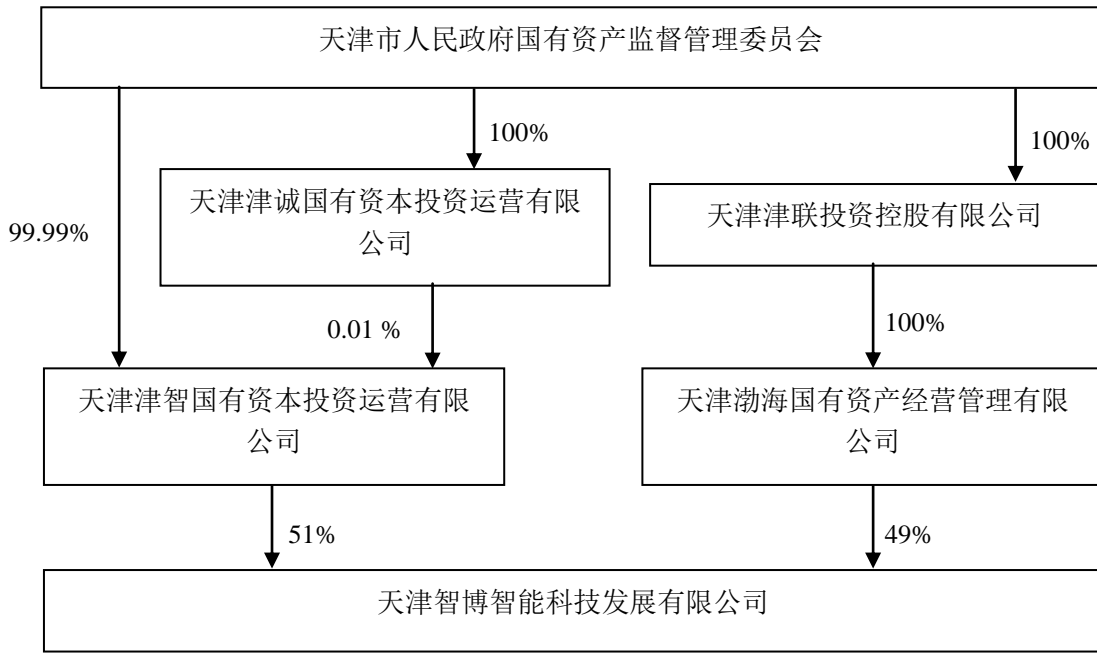 天津市人民政府国有资产监督管理委员会
100%
100%
天津津诚国有资本投资运营有限
公司
天津津联投资控股有限公司
99.99%
0.01 %
100%
天津津智国有资本投资运营有限
公司
天津渤海国有资产经营管理有限
公司
51%
49%
天津智博智能科技发展有限公司